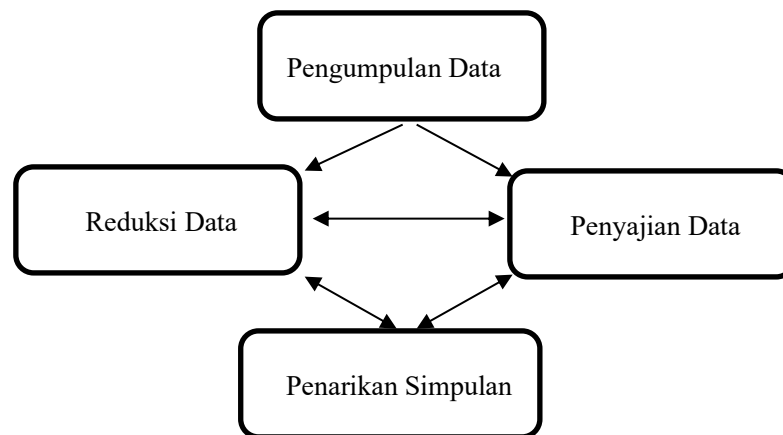 Pengumpulan Data
Reduksi Data
Penyajian Data
Penarikan Simpulan